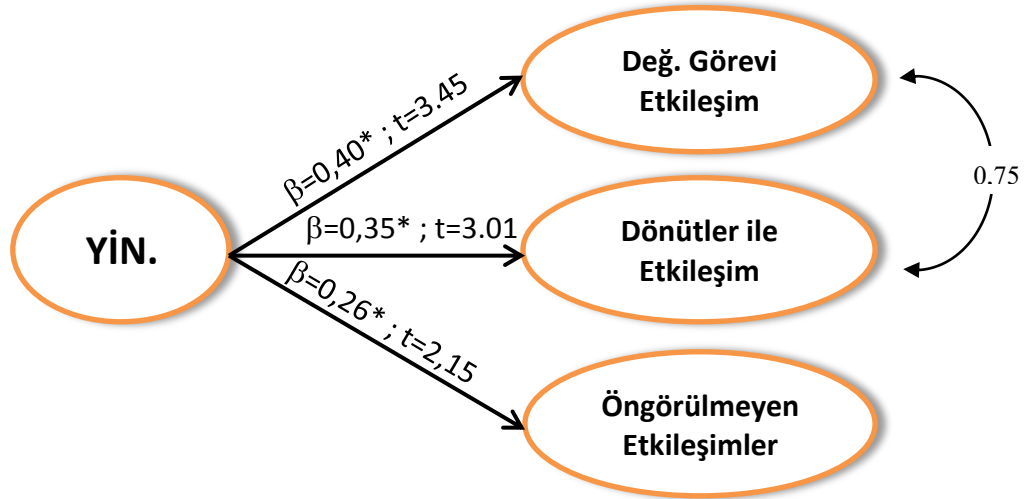 Değ. Görevi
Etkileşim
β=0,40* ; t=3.45
0,75
YİN.
β=0,35* ; t=3.01
Dönütler ile
Etkileşim
β=0,26* ; t=2,15
Öngörülmeyen
Etkileşimler